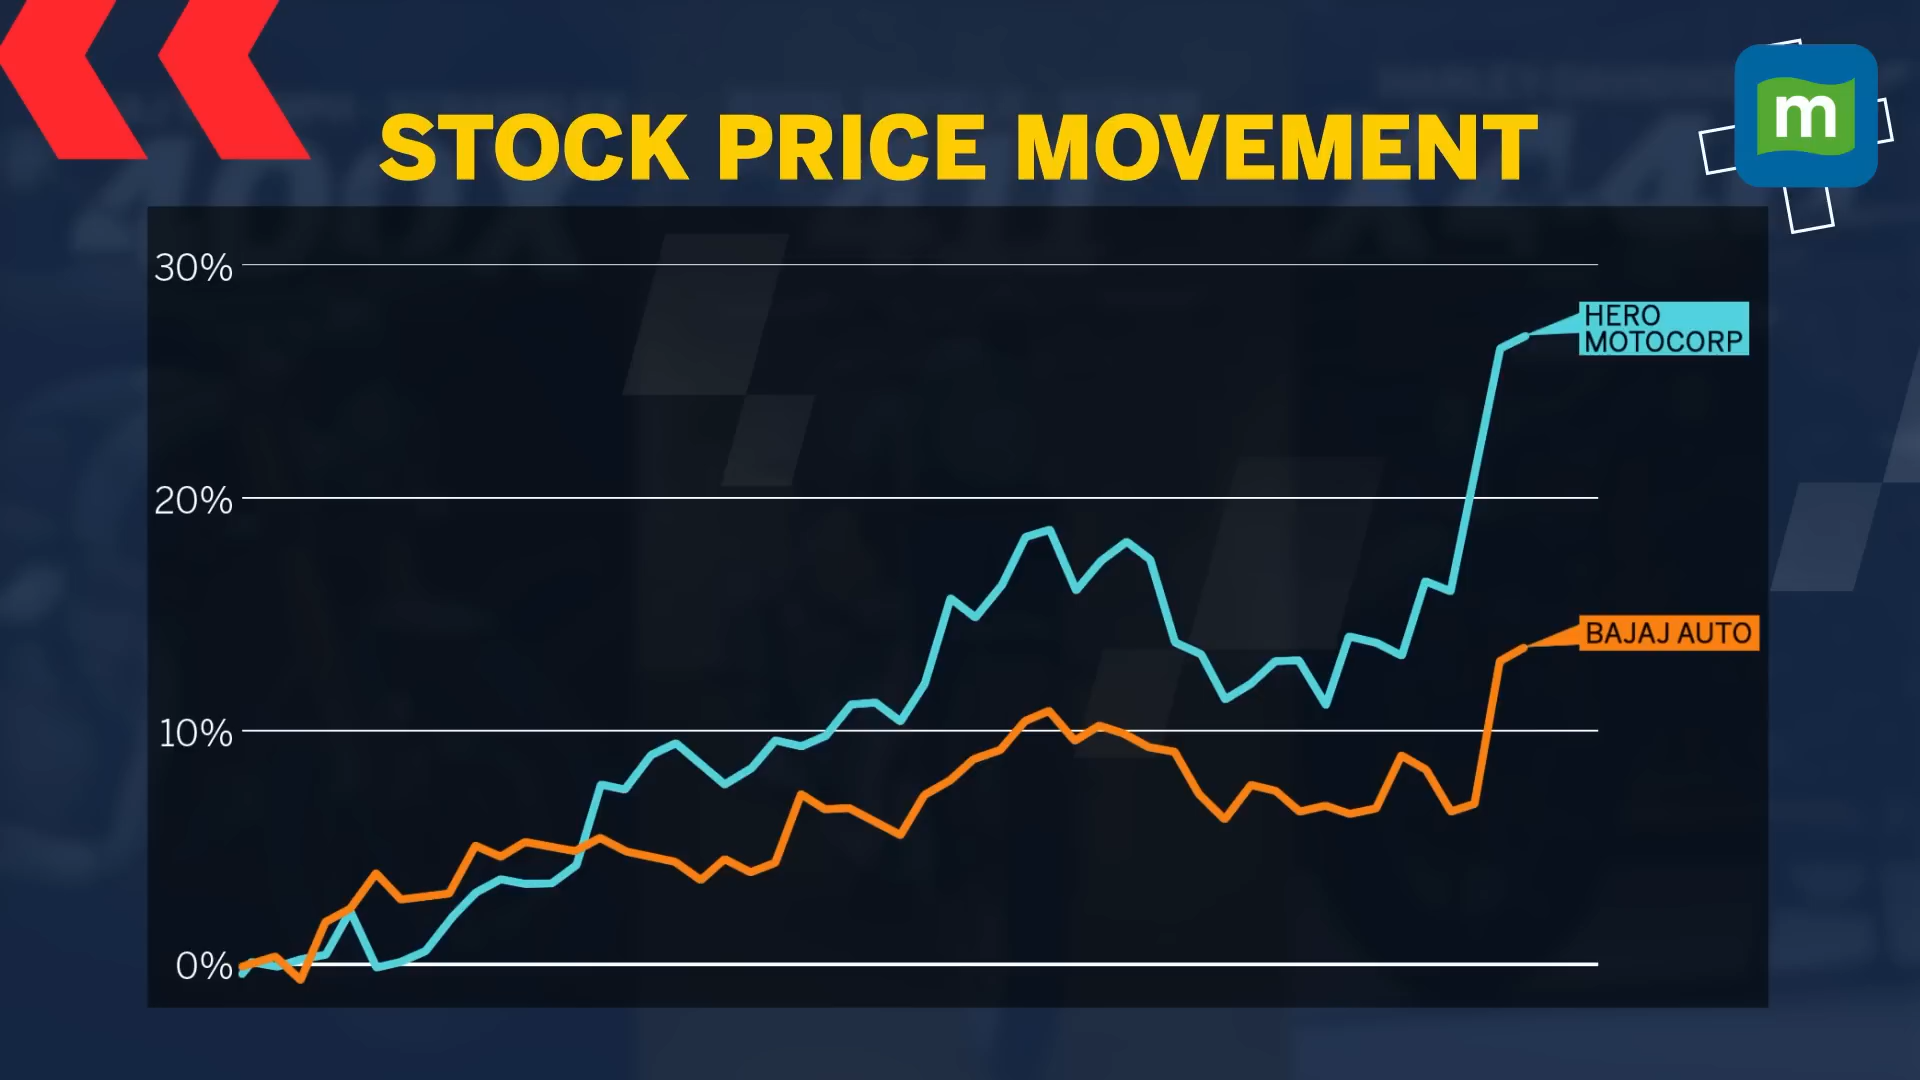 STOCK PRICE MOVEMENT
m
30%
HERO
MOTOCORP
20%
BAJAJ AUTO
10%
0%